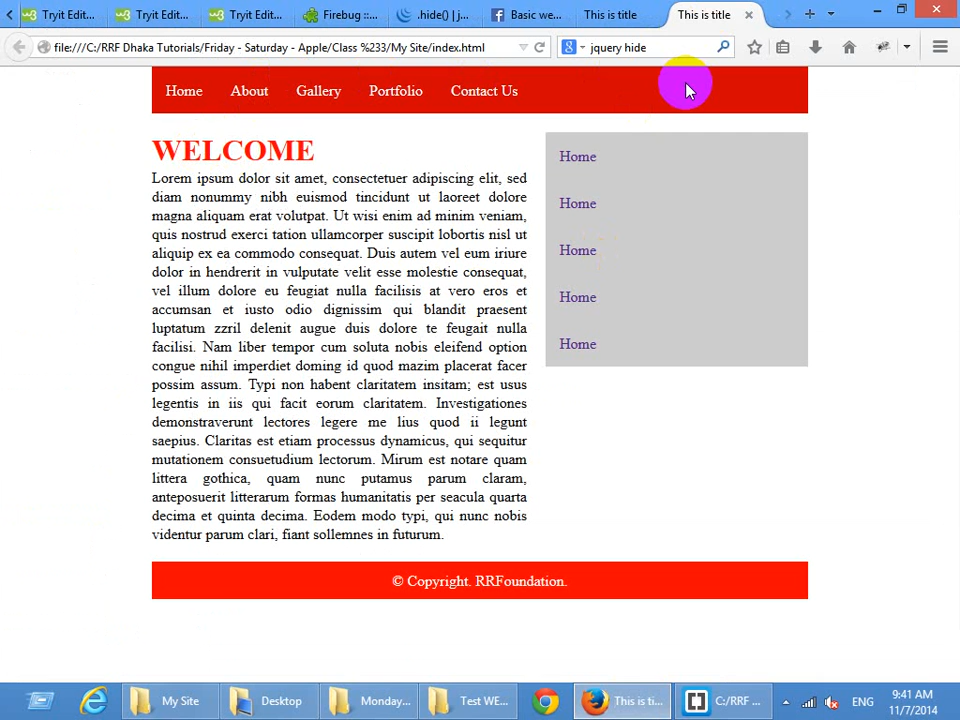 Tryit Edit...
Tryit Edit...
Tryit Edit...
Firebug ::...
.hide() | j...
Basic we...
This is title
This is title
file:///C:/RRF Dhaka Tutorials/Friday - Saturday - Apple/Class %233/My Site/index.html
jquery hide
Home About Gallery Portfolio Contact Us
WELCOME
Lorem ipsum dolor sit amet, consectetuer adipiscing elit, sed
diam nonummy nibh euismod tincidunt ut laoreet dolore
magna aliquam erat volutpat. Ut wisi enim ad minim veniam,
quis nostrud exerci tation ullamcorper suscipit lobortis nisl ut
aliquip ex ea commodo consequat. Duis autem vel eum iriure
dolor in hendrerit in vulputate velit esse molestie consequat,
vel illum dolore eu feugiat nulla facilisis at vero eros et
accumsan et iusto odio dignissim qui blandit praesent
luptatum zzril delenit augue duis dolore te feugait nulla
facilisi. Nam liber tempor cum soluta nobis eleifend option
congue nihil imperdiet doming id quod mazim placerat facer
possim assum. Typi non habent claritatem insitam; est usus
legentis in iis qui facit eorum claritatem. Investigationes
demonstraverunt lectores legere me lius quod ii legunt
saepius. Claritas est etiam processus dynamicus, qui sequitur
mutationem consuetudium lectorum. Mirum est notare quam
littera gothica, quam nunc putamus parum claram,
anteposuerit litterarum formas humanitatis per seacula quarta
decima et quinta decima. Eodem modo typi, qui nunc nobis
videntur parum clari, fiant sollemnes in futurum.
Home
Home
Home
Home
Home
© Copyright. RRFoundation.
My Site
Desktop
Monday...
Test WE...
This is ti...
C:/RRF ...
ENG
9:41 AM
11/7/2014